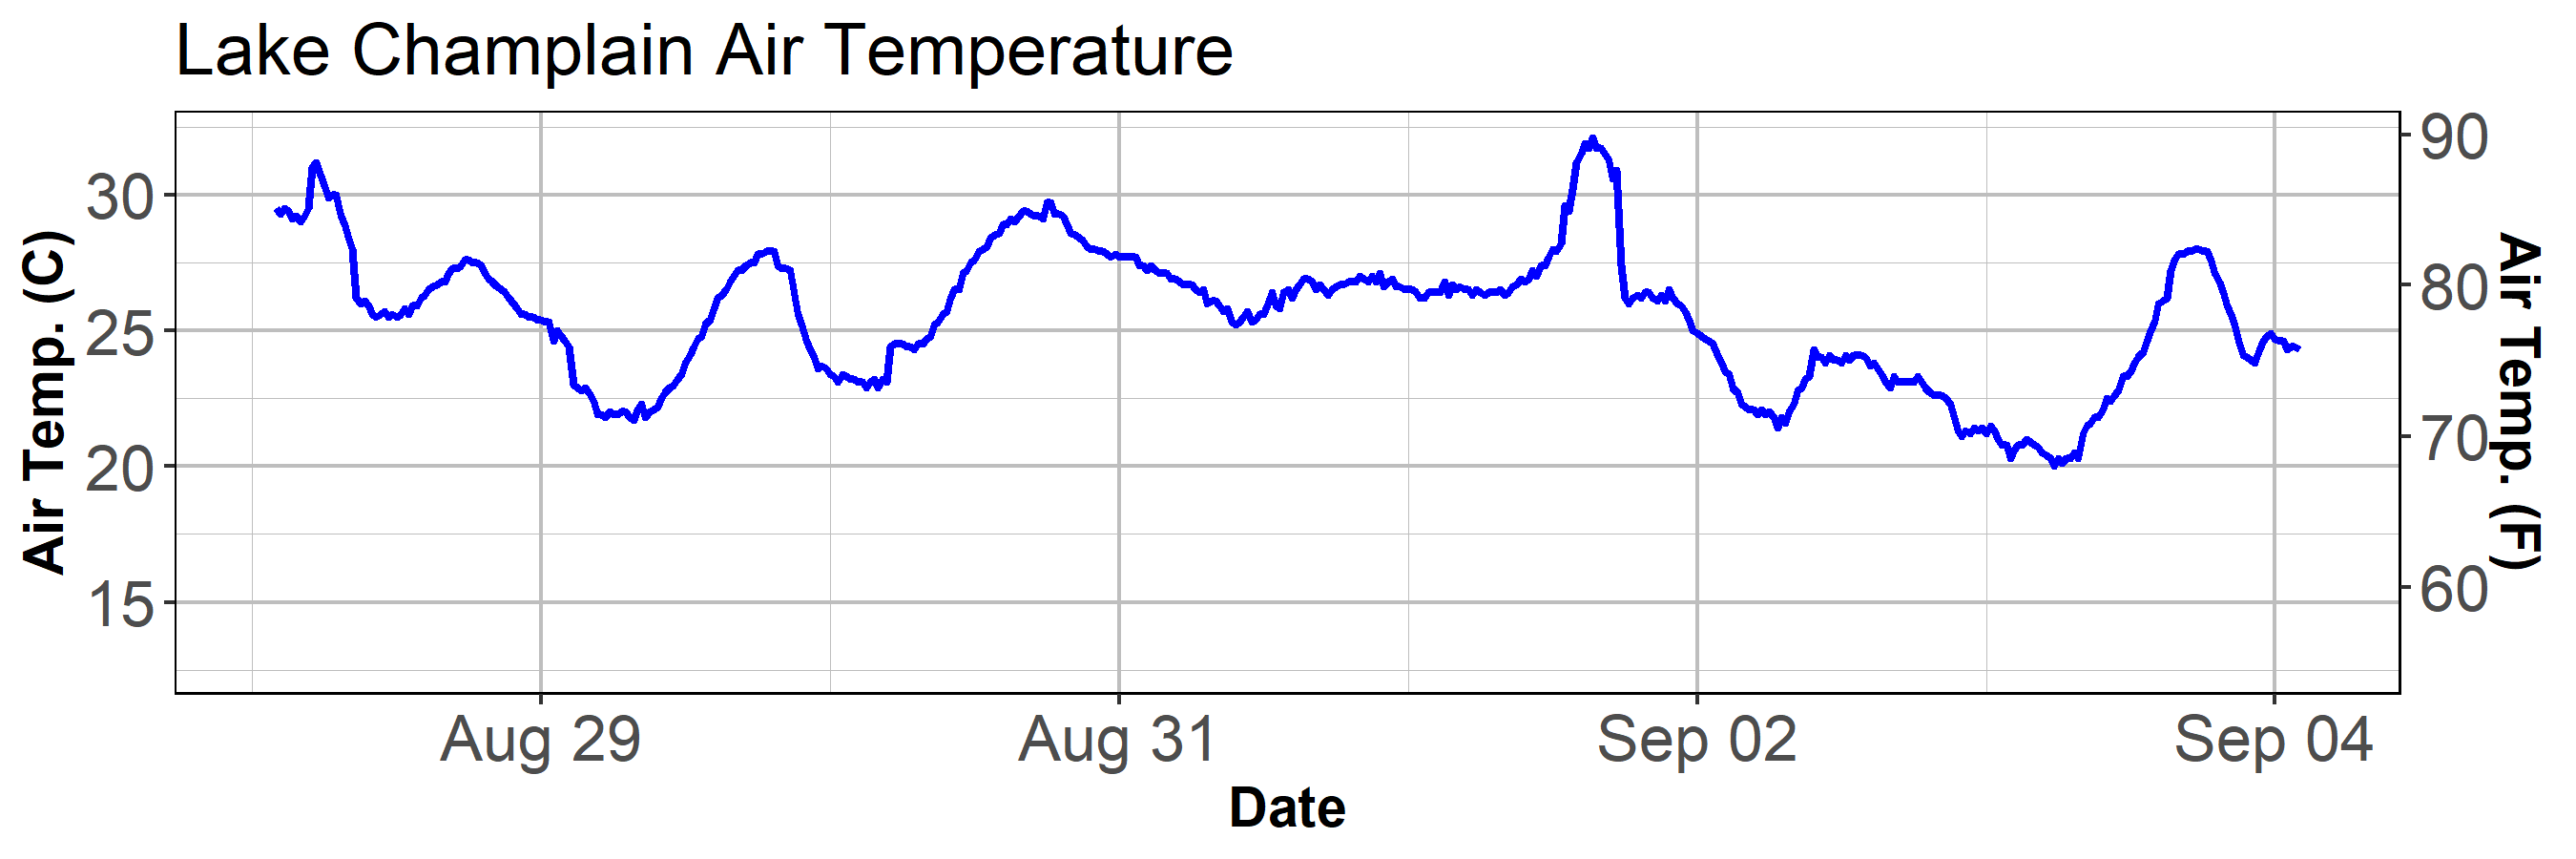 Lake Champlain Air Temperature
Air Temp. (C)
30
25
20
15
90
80
70
60
Air Temp. (F)
Aug 29 Aug 31 Sep 02 Sep 04
Date